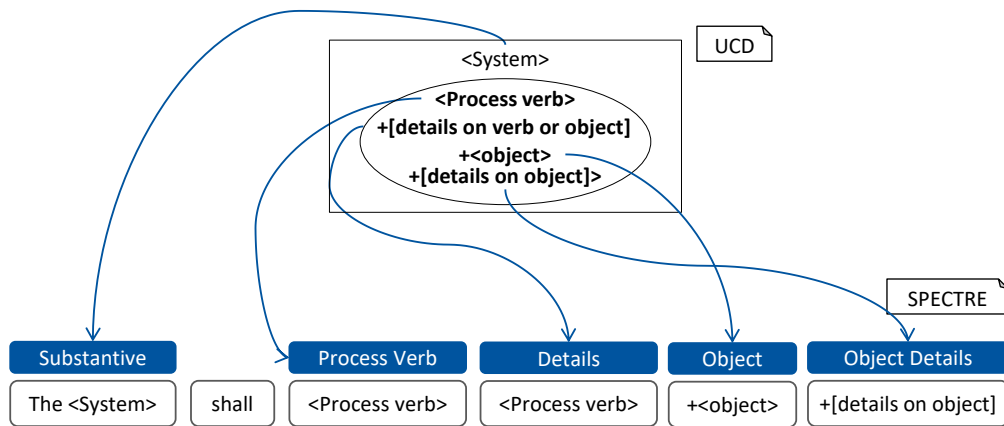 UCD
<System>
<Process verb>
+[details on verb or object]
+<object>
+[details on object]>
SPECTRE
Substantive
Process Verb
Details
Object
Object Details
The <System>
shall
<Process verb>
<Process verb>
+<object>
+[details on object]